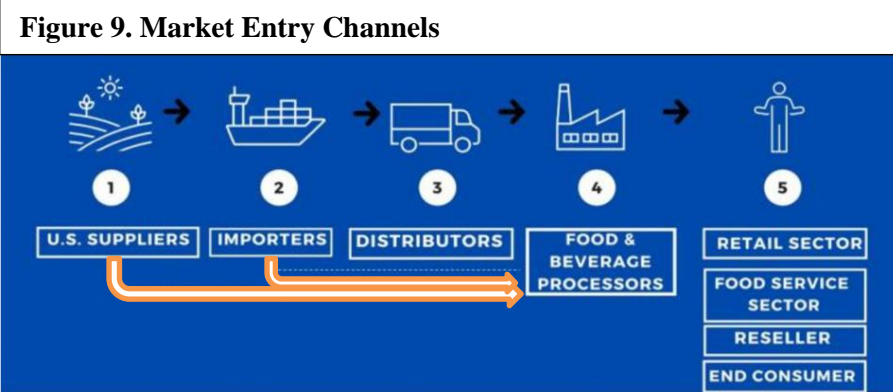 Figure 9. Market Entry Channels
1
2
3
4
5
U.S. SUPPLIERS
IMPORTERS
DISTRIBUTORS
FOOD &
BEVERAGE
PROCESSORS
RETAIL SECTOR
FOOD SERVICE
SECTOR
RESELLER
END CONSUMER